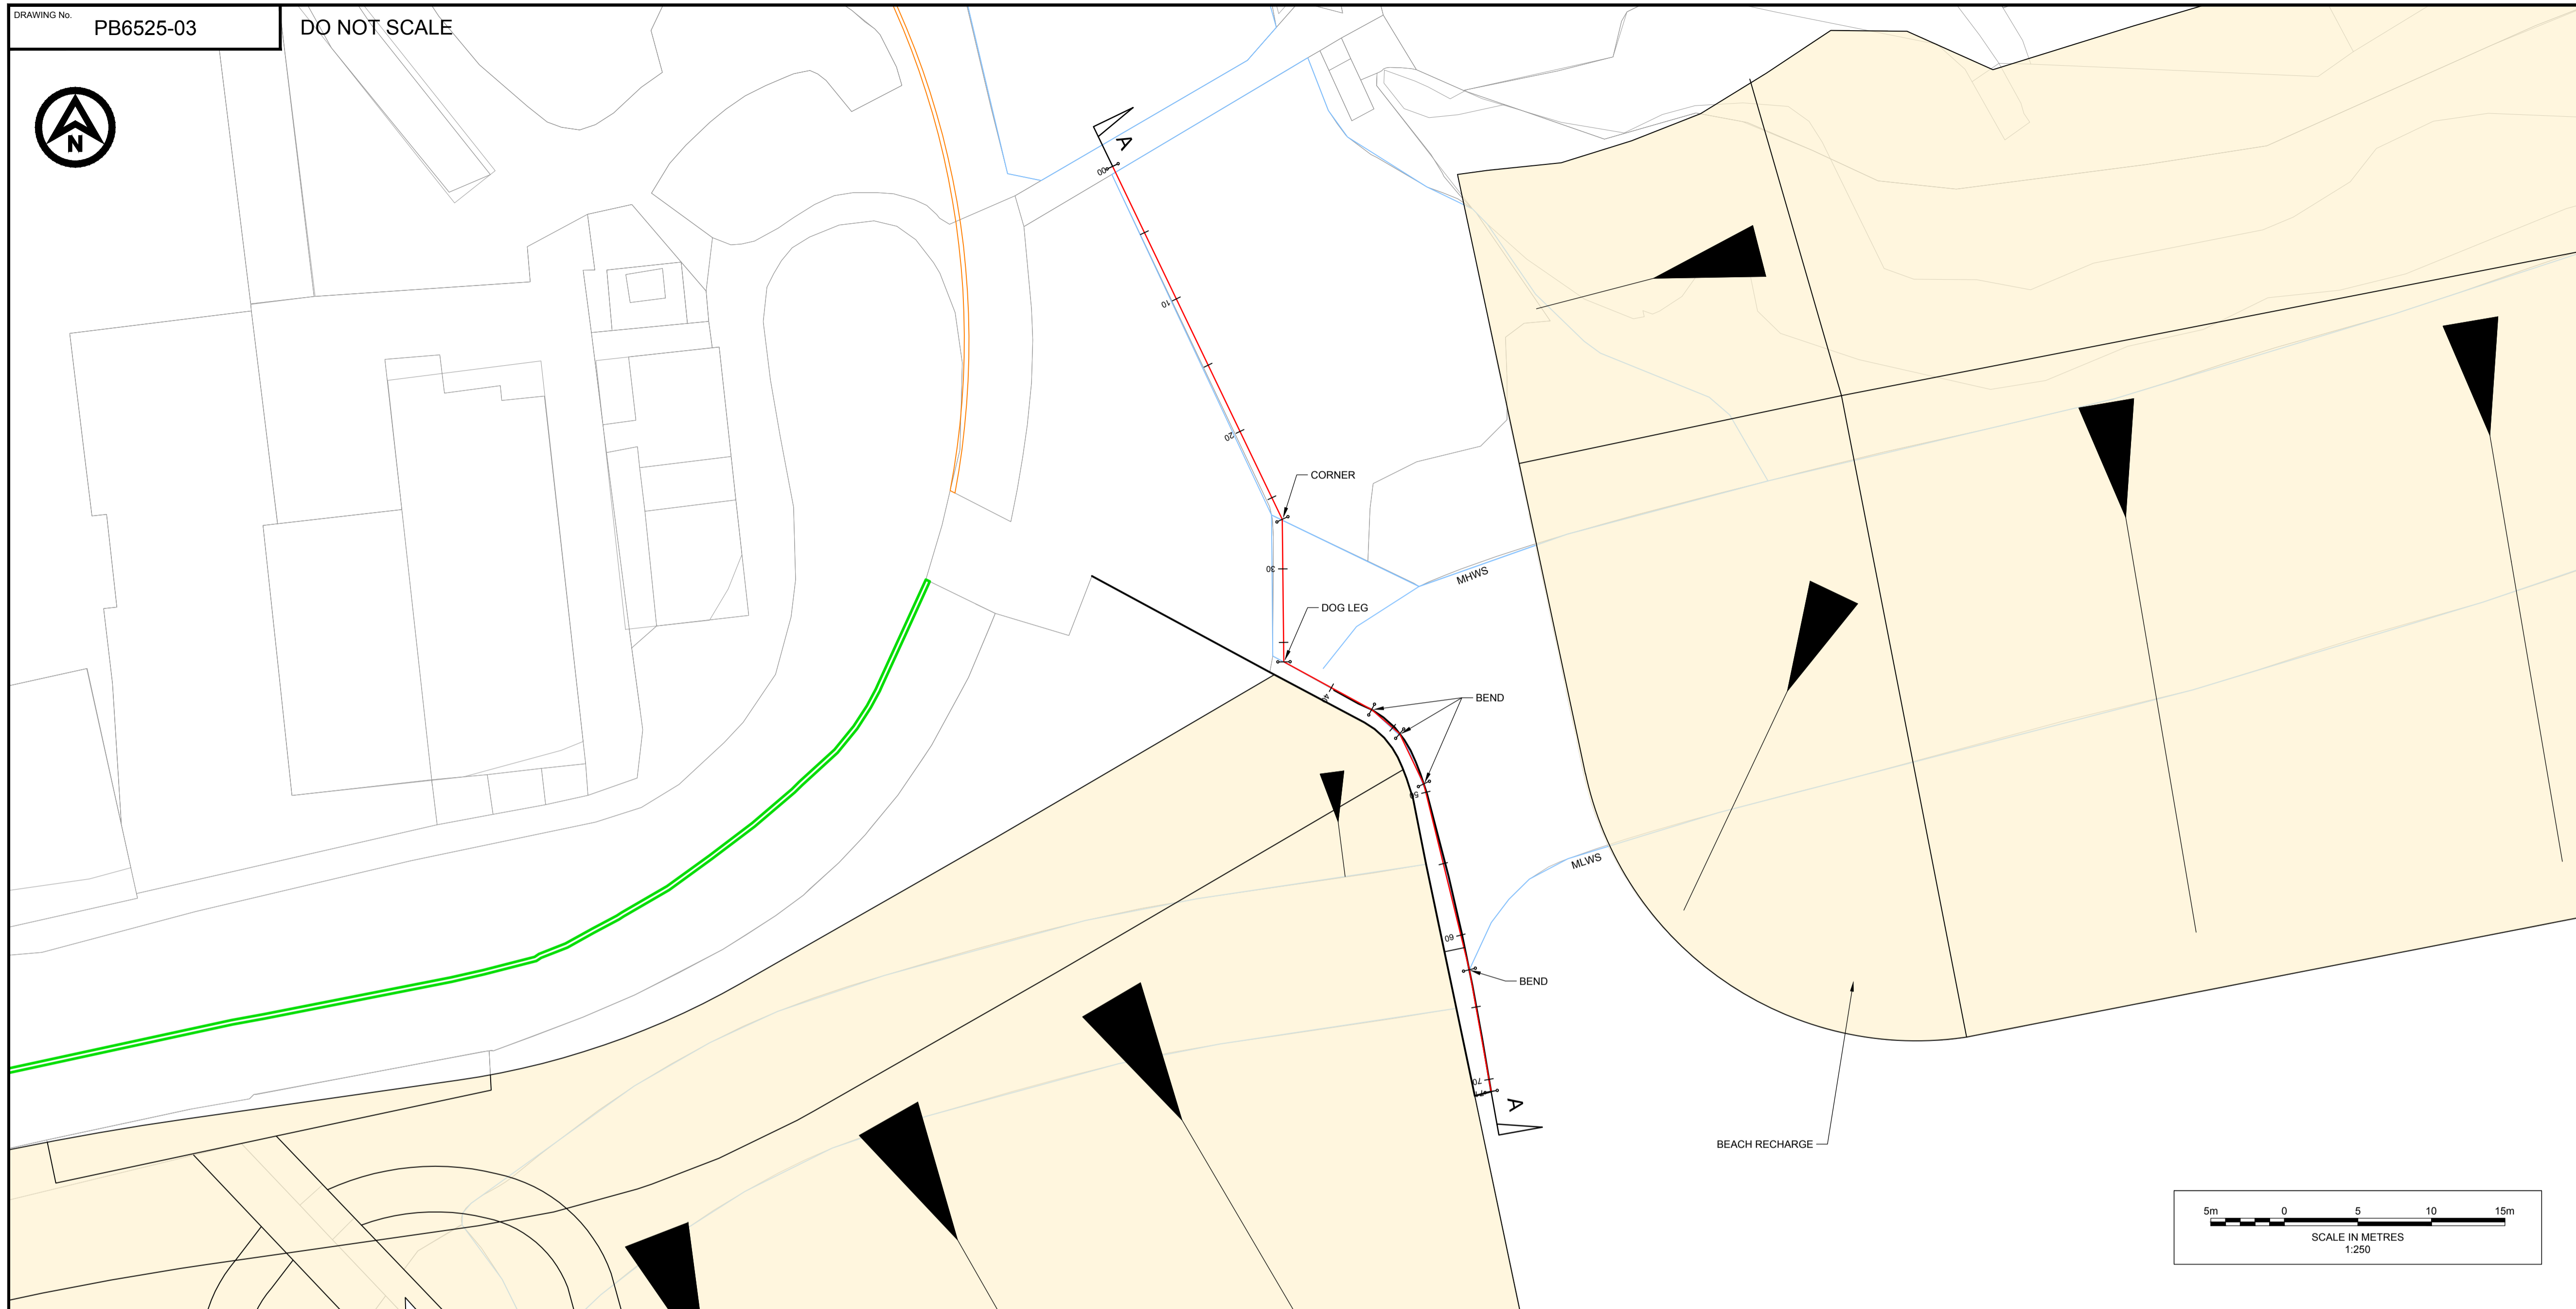 DRAWING No.
PB6525-03
DO NOT SCALE
N
A
00
10
20
CORNER
30
MHWS
DOG LEG
BEND
50
MLWS
60
BEND
70
A
BEACH RECHARGE
5m 0 5 10 15m
SCALE IN METRES
1:250